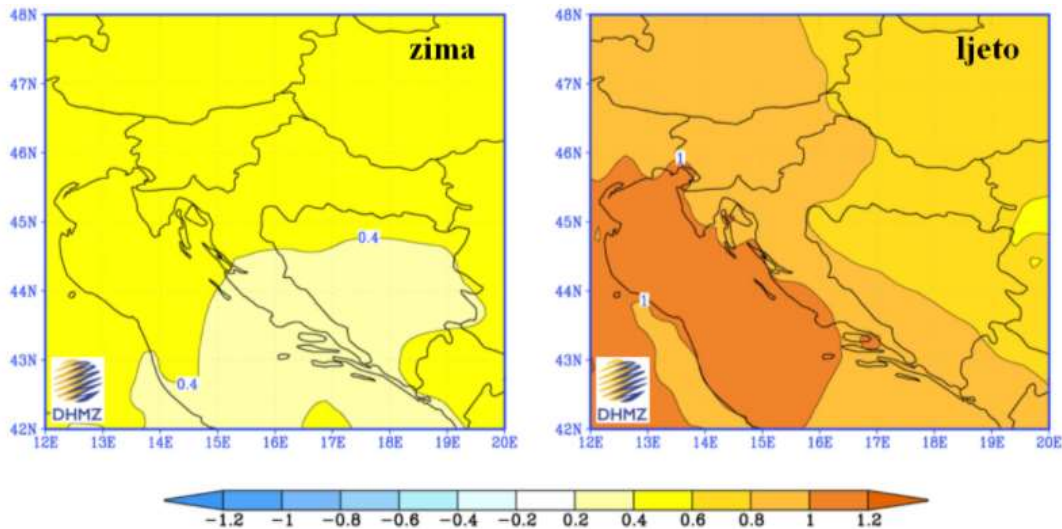 zima
48N
47N
46N
45N
44N
43N
42N
0.4
0.4
DHMZ
12E 13E 14E 15E 16E 17E 18E 19E 20E
ljeto
48N
47N
46N
45N
44N
43N
42N
1
1
DHMZ
12E 13E 14E 15E 16E 17E 18E 19E 20E
-1.2 -1 -0.8 -0.6 -0.4 -0.2 0.2 0.4 0.6 0.8 1 1.2